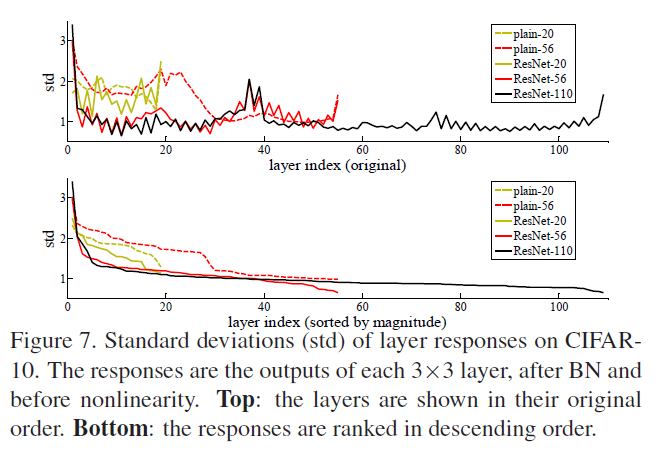 3
2
1
std
0
20
40
60
80
100
layer index (original)
plain-20
plain-56
ResNet-20
ResNet-56
ResNet-110
3
2
1
std
0
20
40
60
80
100
layer index (sorted by magnitude)
plain-20
plain-56
ResNet-20
ResNet-56
ResNet-110
Figure 7. Standard deviations (std) of layer responses on CIFAR-
10. The responses are the outputs of each 3×3 layer, after BN and
before nonlinearity. Top: the layers are shown in their original
order. Bottom: the responses are ranked in descending order.